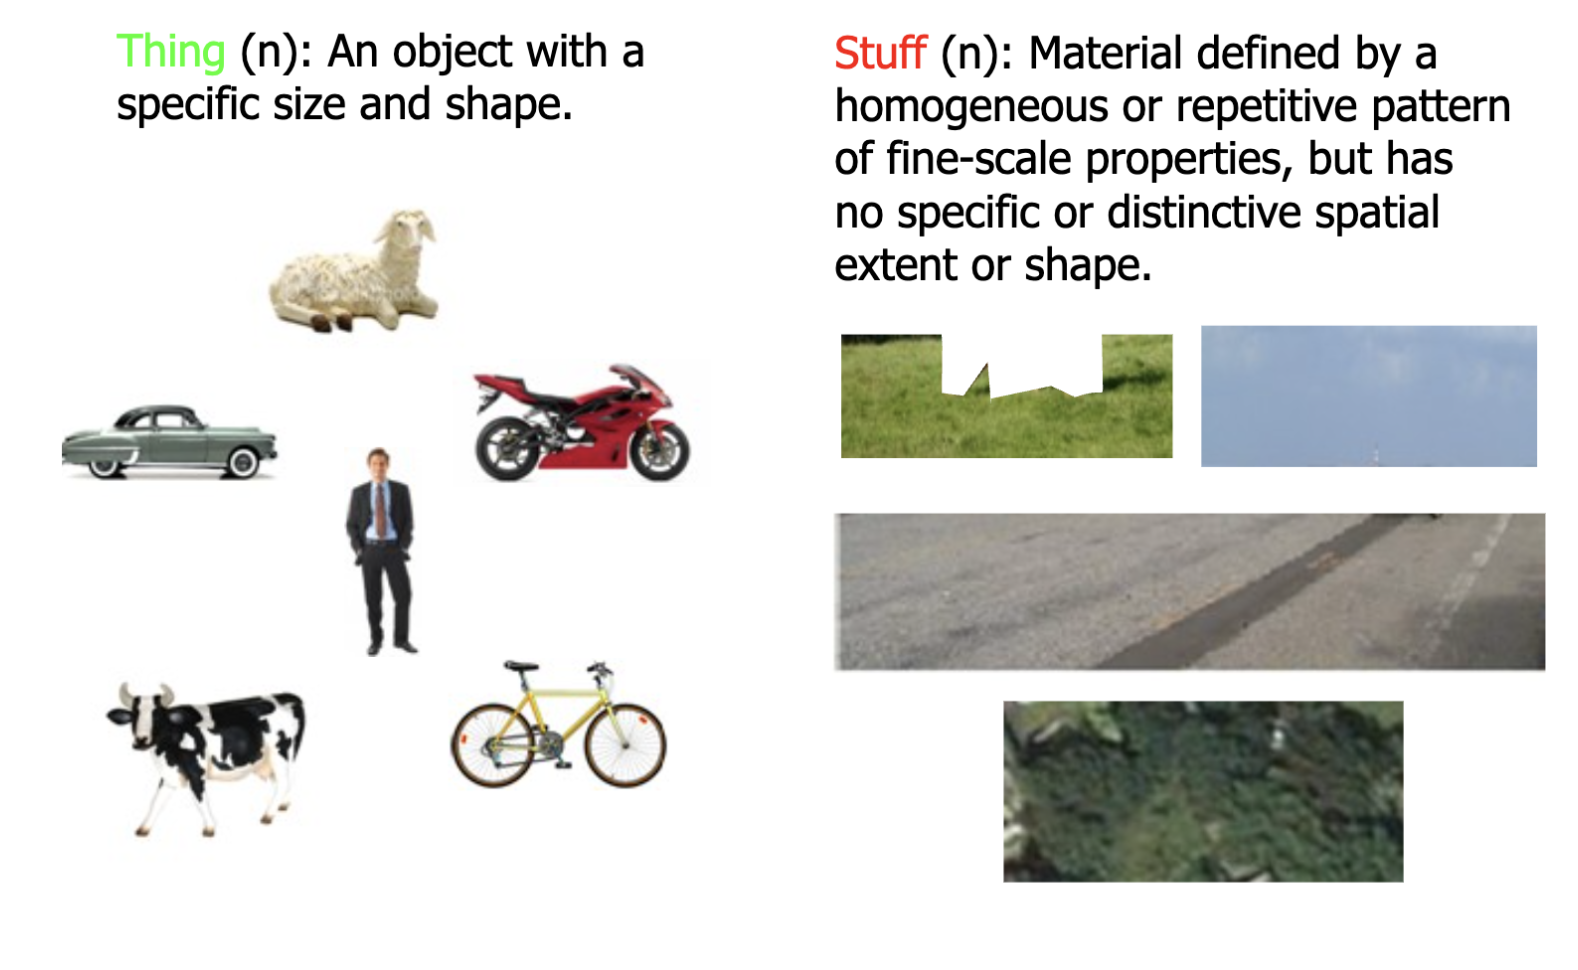 Thing (n): An object with a
specific size and shape.
Stuff (n): Material defined by a
homogeneous or repetitive pattern
of fine-scale properties, but has
no specific or distinctive spatial
extent or shape.